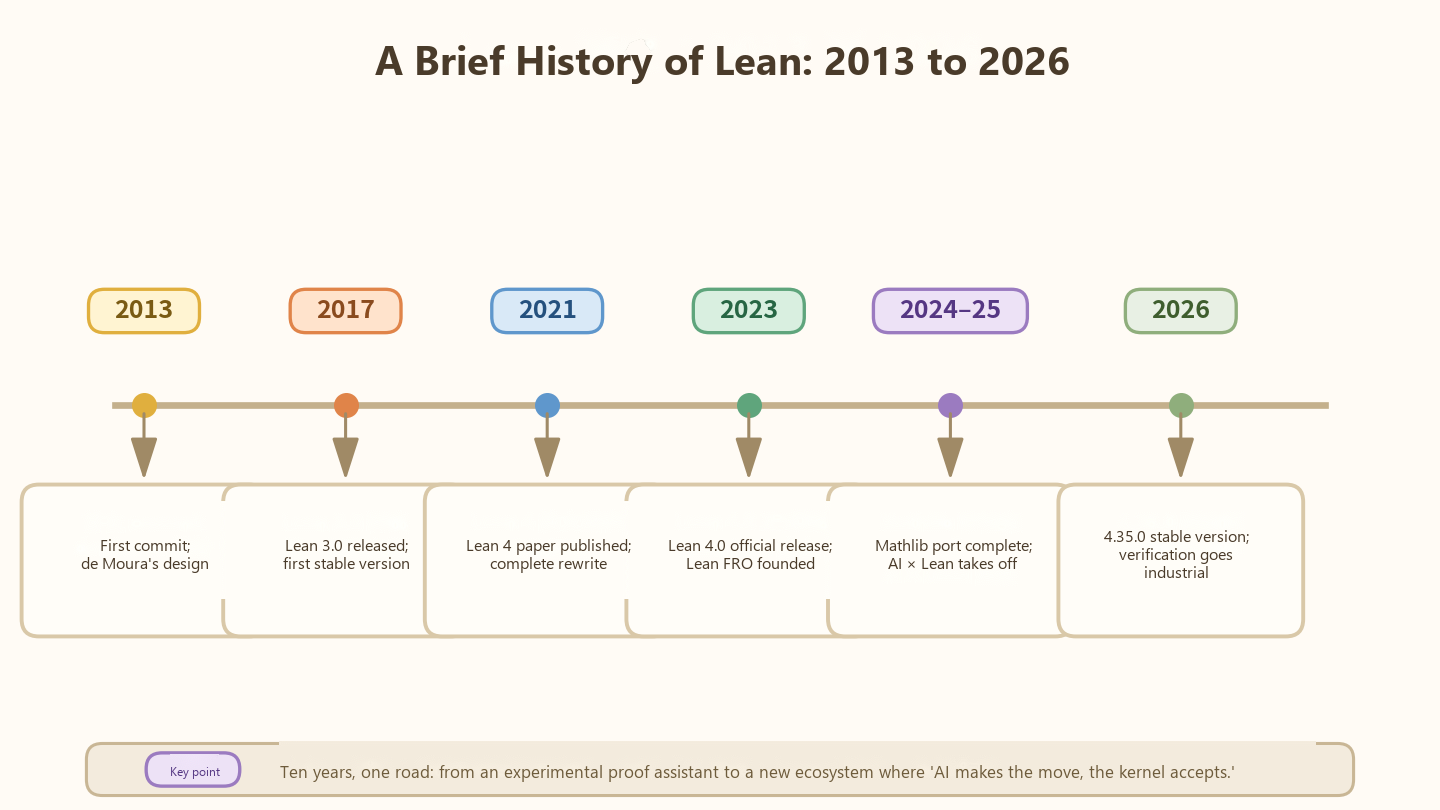 A Brief History of Lean: 2013 to 2026
2013
2017
2021
2023
2024–25
2026
First commit;
de Moura's design
Lean 3.0 released;
first stable version
Lean 4 paper published;
complete rewrite
Lean 4.0 official release;
Lean FRO founded
Mathlib port complete;
AI × Lean takes off
4.35.0 stable version;
verification goes
industrial
Key point
Ten years, one road: from an experimental proof assistant to a new ecosystem where 'AI makes the move, the kernel accepts.'